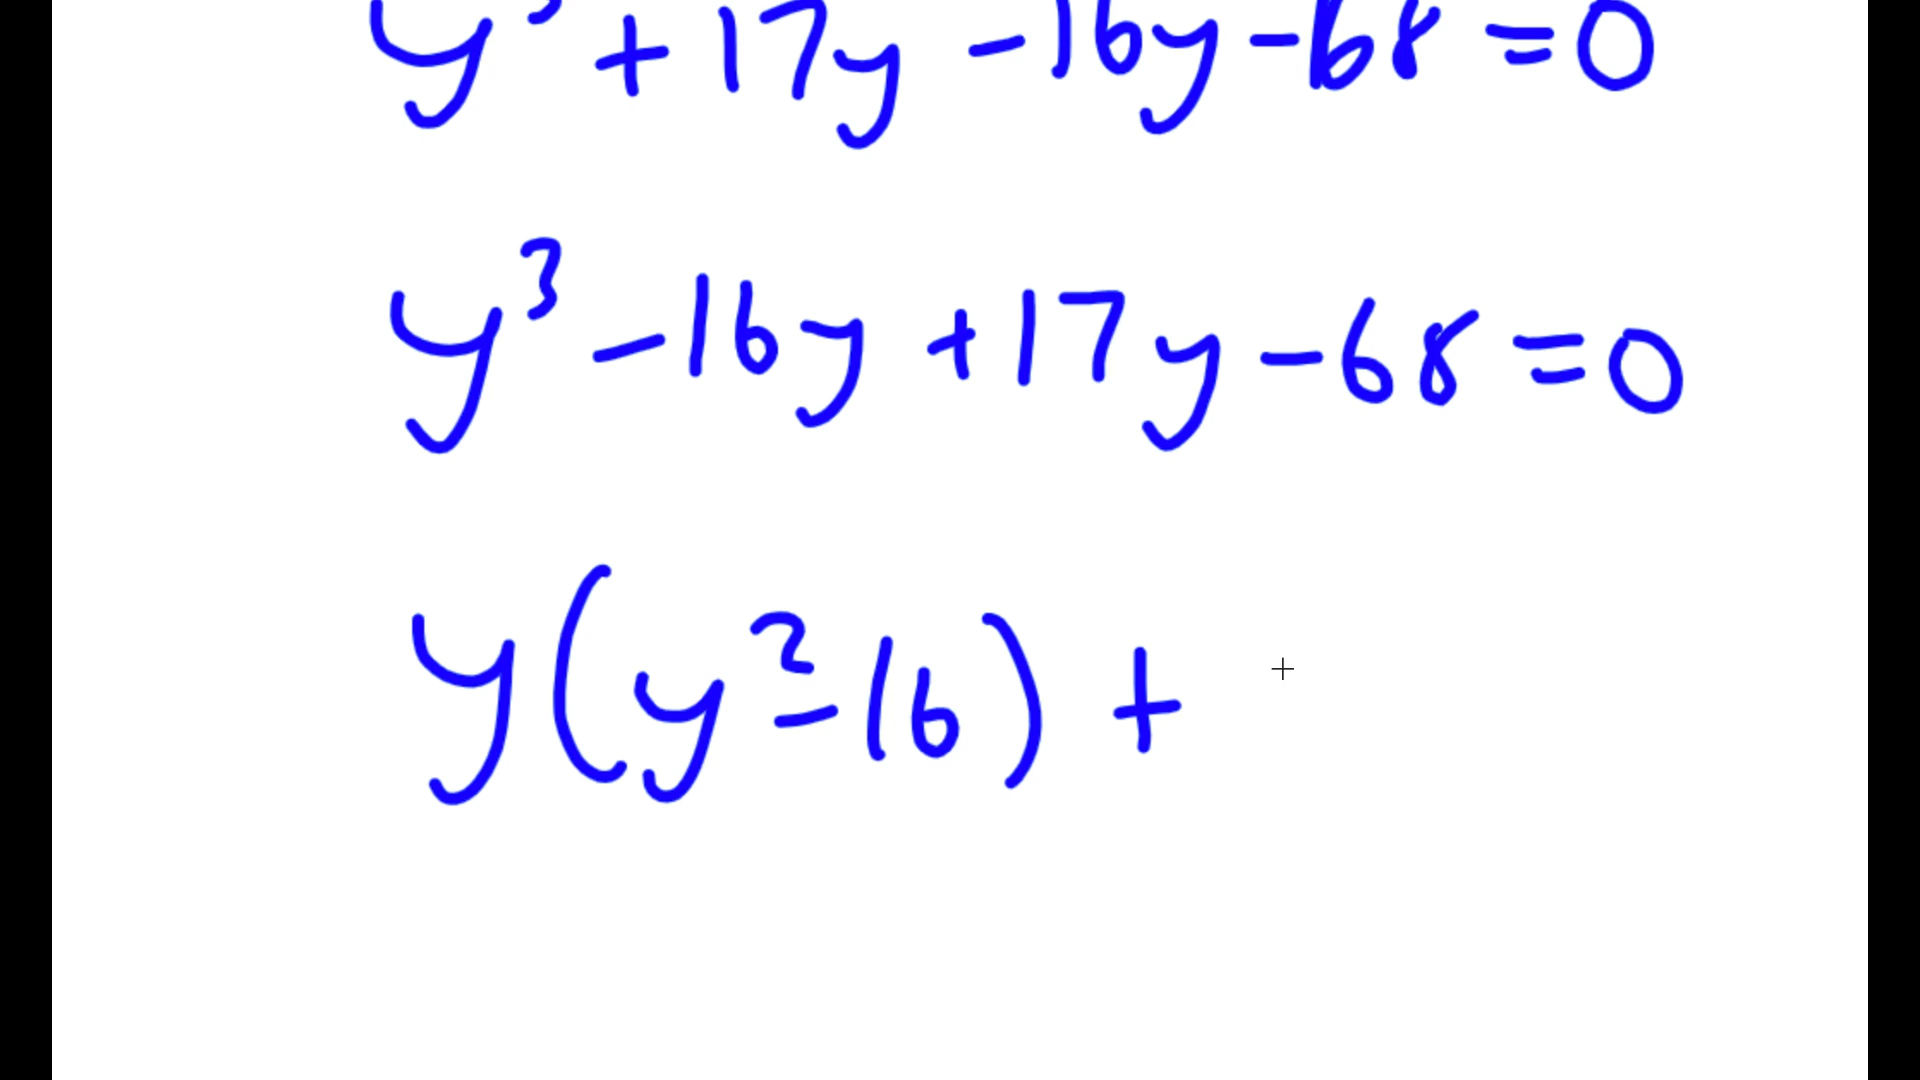 y³ + 17y - 16y - 68 = 0
y³ - 16y + 17y - 68 = 0
y(y² - 16) +